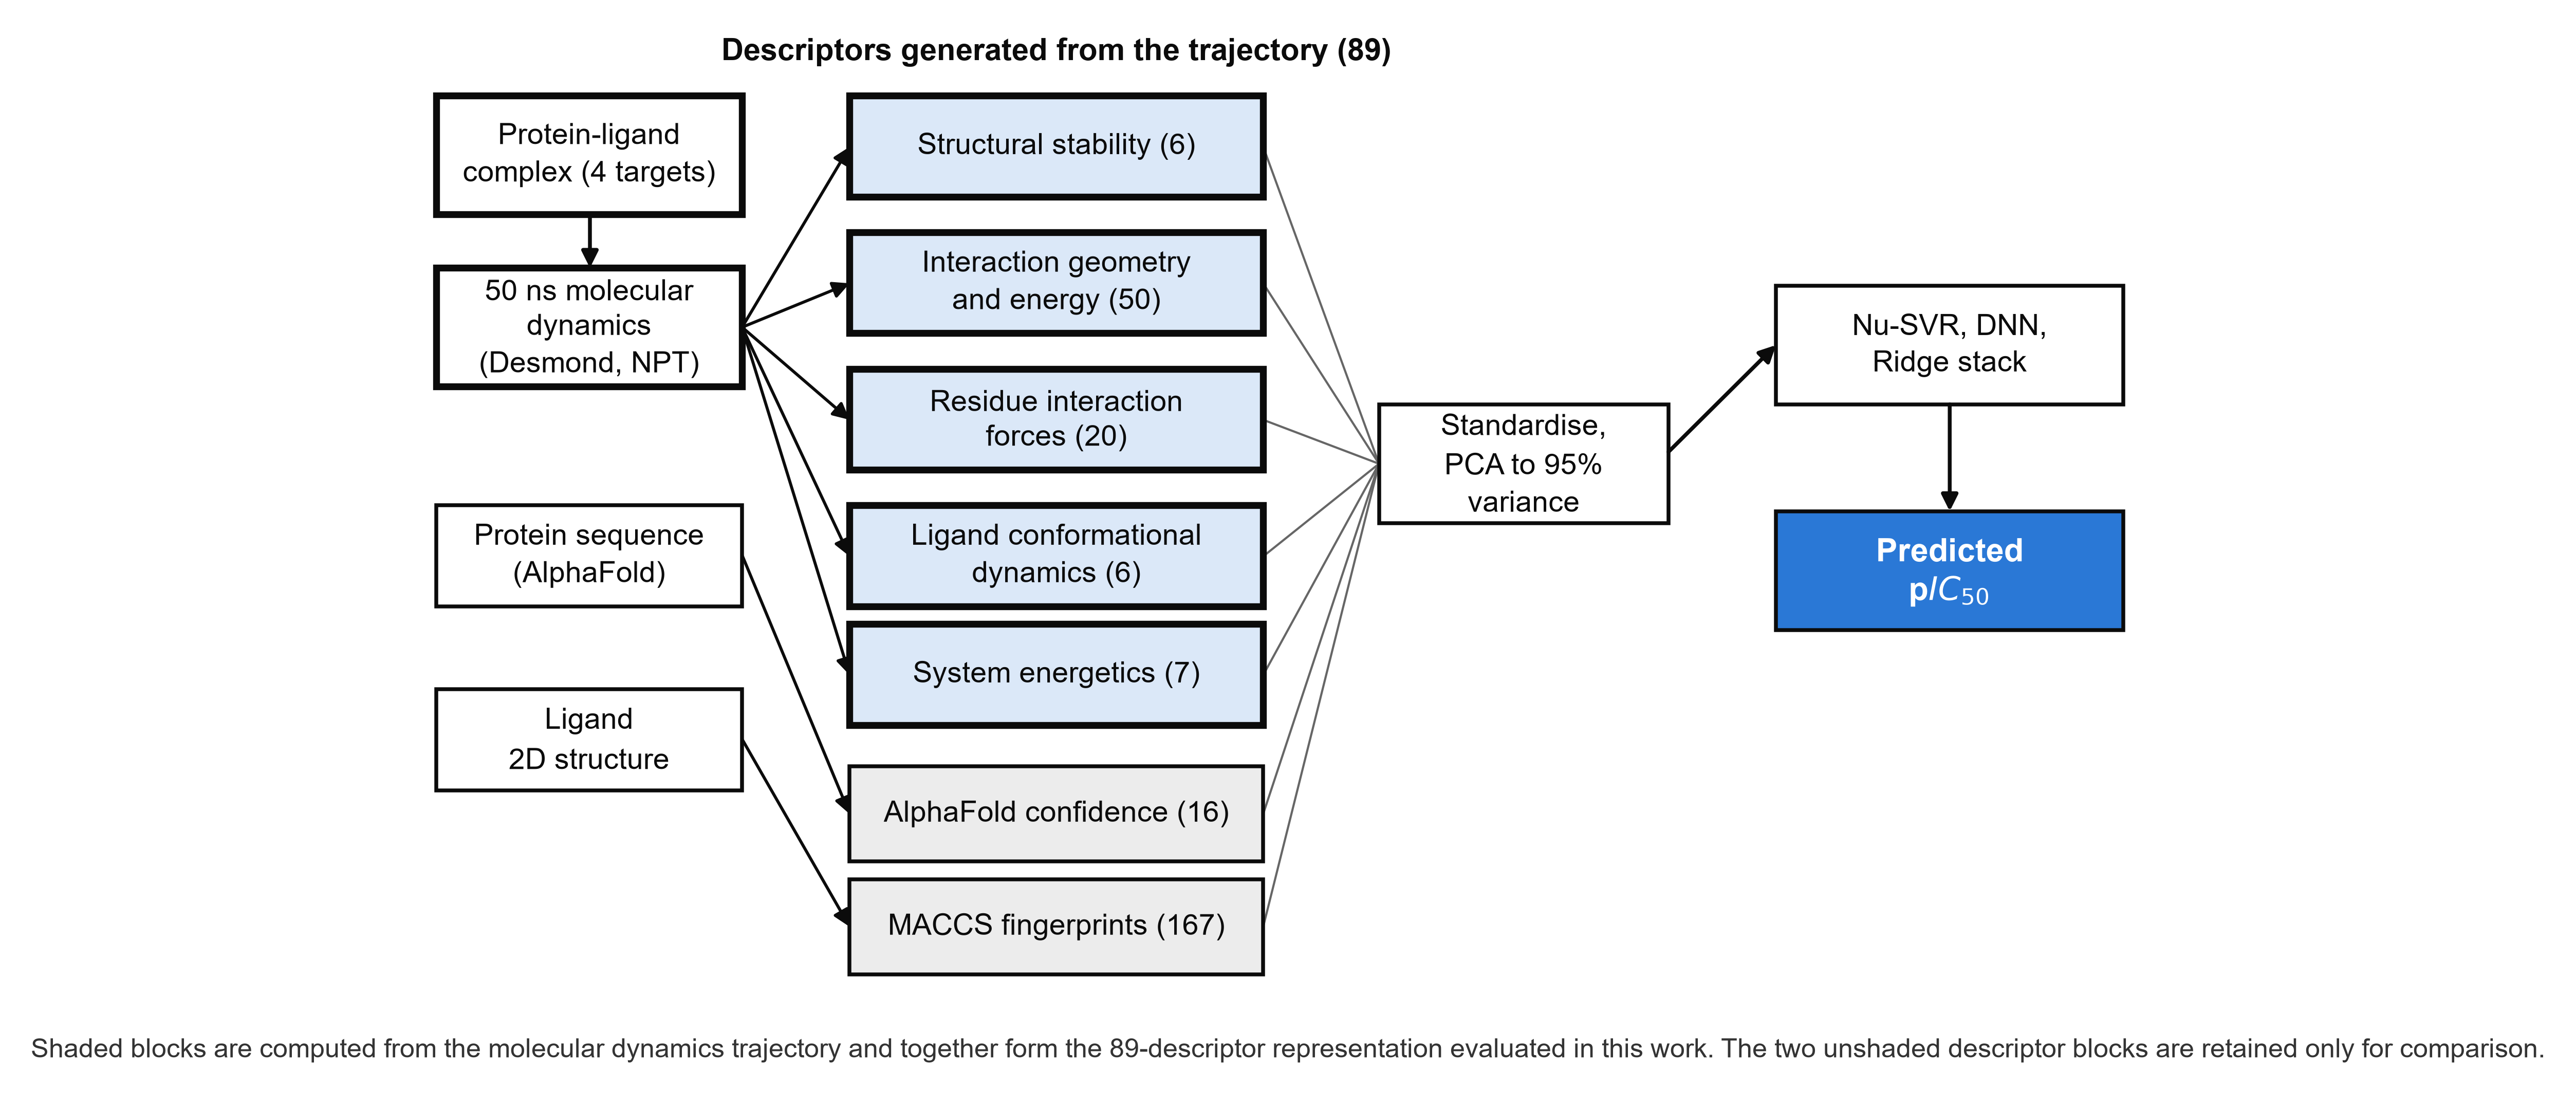 Descriptors generated from the trajectory (89)
Protein-ligand
complex (4 targets)
50 ns molecular
dynamics
(Desmond, NPT)
Protein sequence
(AlphaFold)
Ligand
2D structure
Structural stability (6)
Interaction geometry
and energy (50)
Residue interaction
forces (20)
Ligand conformational
dynamics (6)
System energetics (7)
AlphaFold confidence (16)
MACCS fingerprints (167)
Standardise,
PCA to 95%
variance
Nu-SVR, DNN,
Ridge stack
Predicted
pIC₅₀
Shaded blocks are computed from the molecular dynamics trajectory and together form the 89-descriptor representation evaluated in this work. The two unshaded descriptor blocks are retained only for comparison.